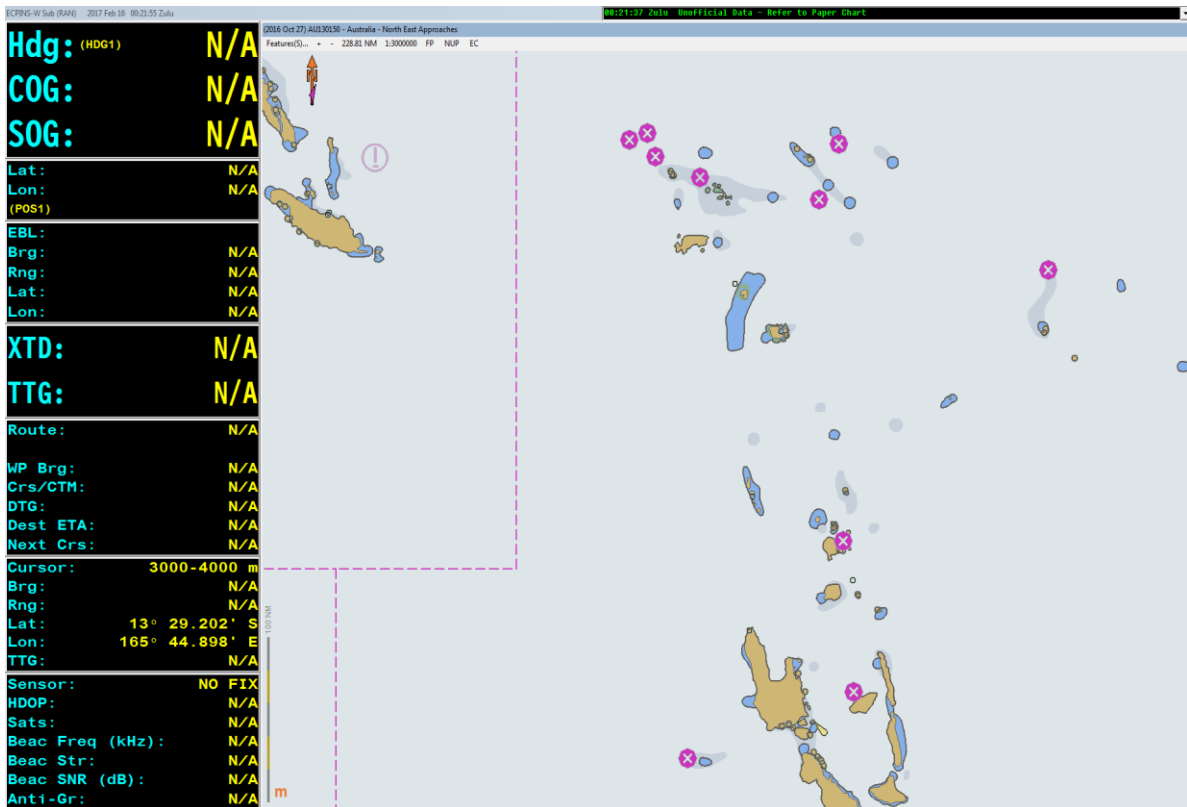 ECPINS-W Sub (RAN) 2017 Feb 16 00:21:55 Zulu
00:21:37 Zulu Unofficial Data - Refer to Paper Chart
(2016 Oct 27) AU130150 - Australia - North East Approaches
Features(S)... + - 228.81 NM 1:3000000 FP NUP EC
Hdg: (HDG1) N/A
COG: N/A
SOG: N/A
Lat: N/A
Lon: N/A
(POS1)
EBL:
Brg: N/A
Rng: N/A
Lat: N/A
Lon: N/A
XTD: N/A
TTG: N/A
Route: N/A
WP Brg: N/A
Crs/CTM: N/A
DTG: N/A
Dest ETA: N/A
Next Crs: N/A
Cursor: 3000-4000 m
Brg: N/A
Rng: N/A
Lat: 13° 29.202' S
Lon: 165° 44.898' E
TTG: N/A
Sensor: NO FIX
HDOP: N/A
Sats: N/A
Beac Freq (kHz): N/A
Beac Str: N/A
Beac SNR (dB): N/A
Anti-Gr: N/A
100 NM
m